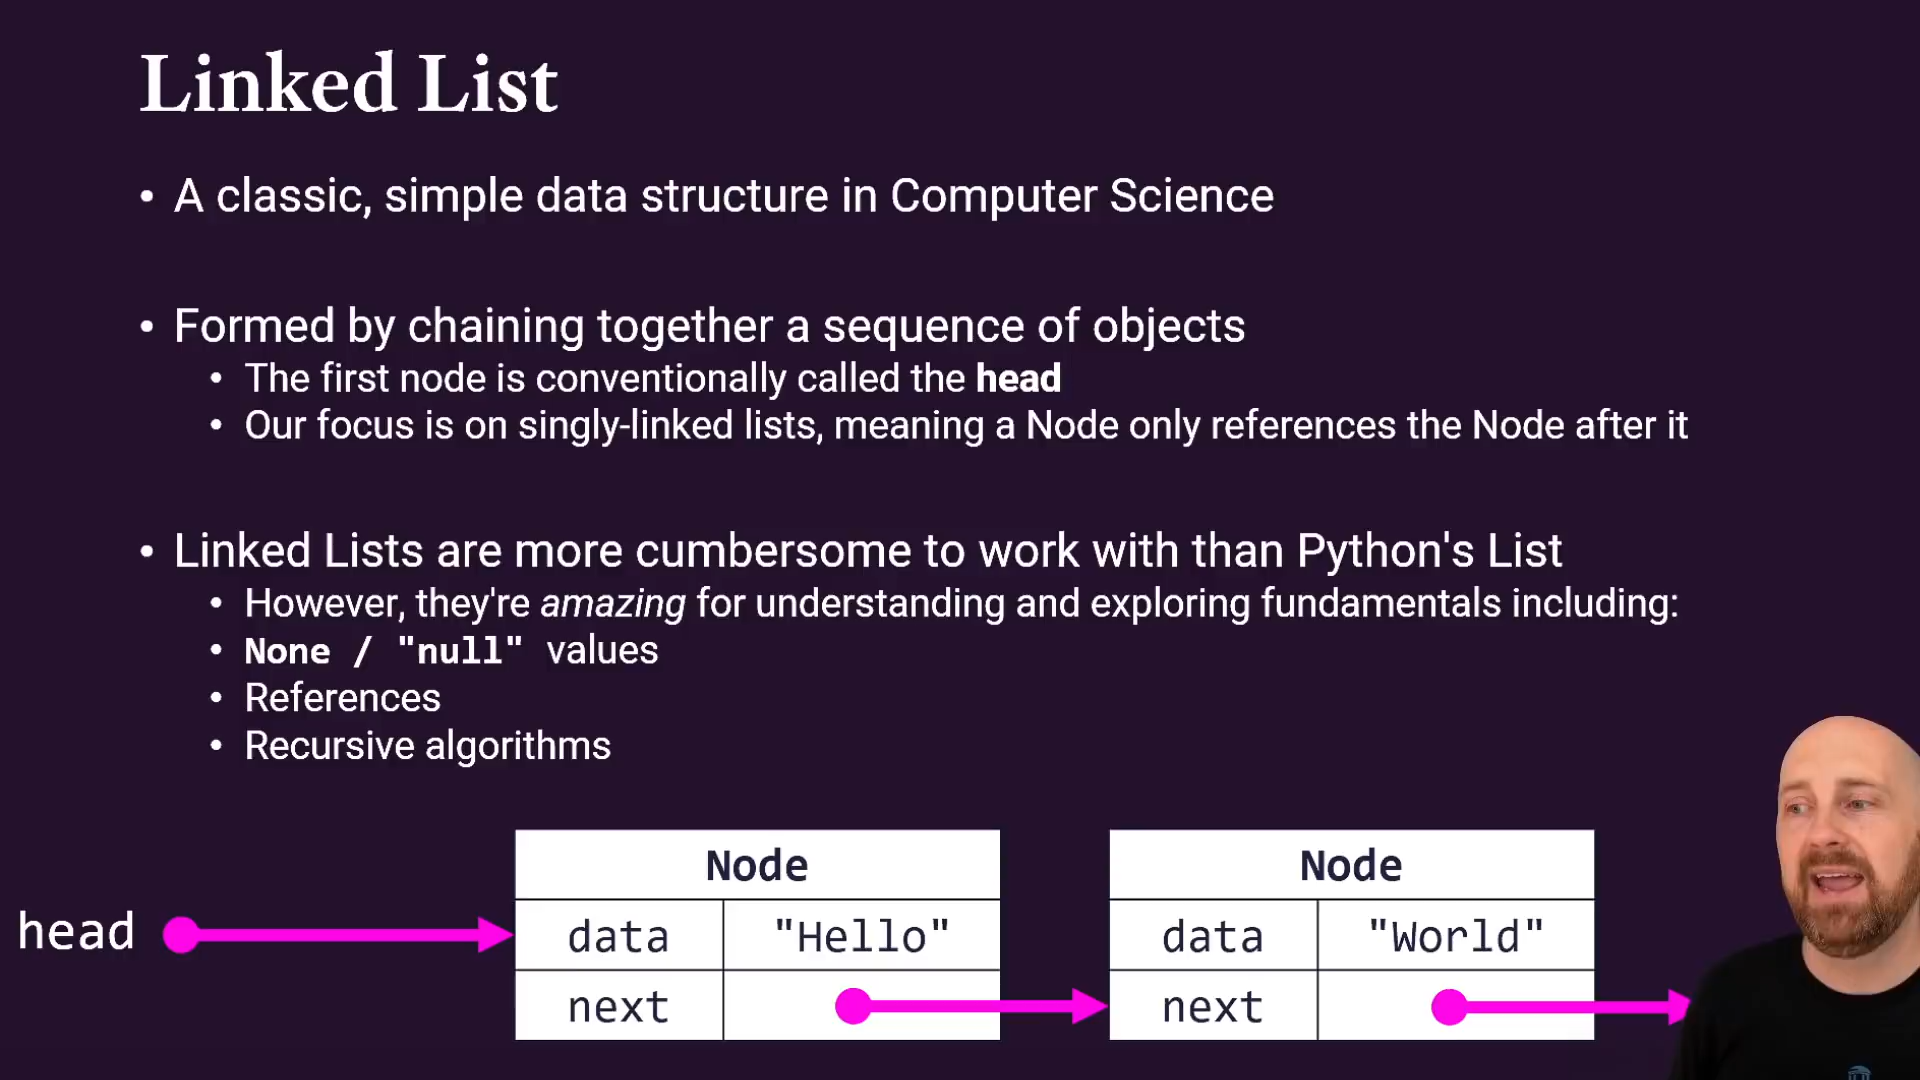 Linked List
• A classic, simple data structure in Computer Science
• Formed by chaining together a sequence of objects
• The first node is conventionally called the head
• Our focus is on singly-linked lists, meaning a Node only references the Node after it
• Linked Lists are more cumbersome to work with than Python's List
• However, they're amazing for understanding and exploring fundamentals including:
• None / "null" values
• References
• Recursive algorithms
head
Node
data "Hello"
next
Node
data "World"
next